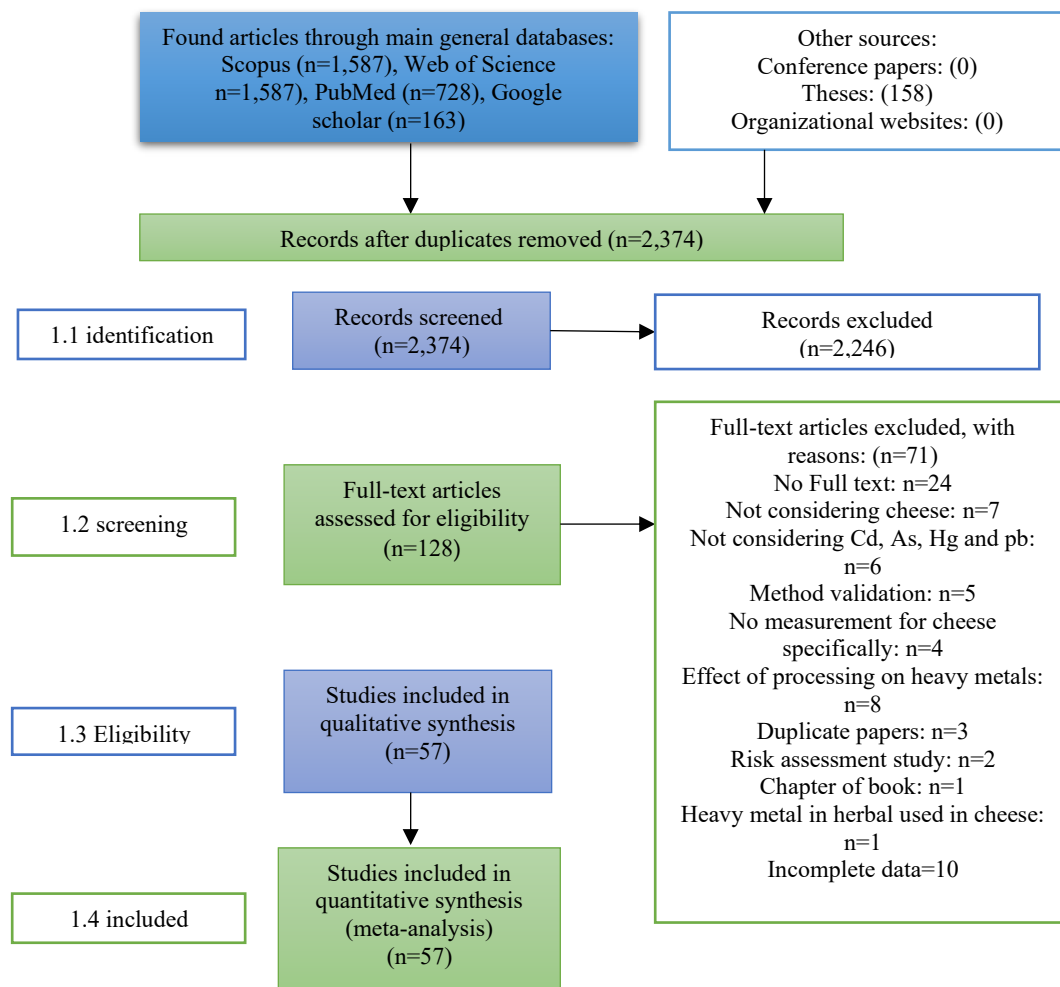 Found articles through main general databases:
Scopus (n=1,587), Web of Science
n=1,587), PubMed (n=728), Google
scholar (n=163)
Other sources:
Conference papers: (0)
Theses: (158)
Organizational websites: (0)
Records after duplicates removed (n=2,374)
1.1 identification
Records screened
(n=2,374)
Records excluded
(n=2,246)
1.2 screening
Full-text articles
assessed for eligibility
(n=128)
Full-text articles excluded, with
reasons: (n=71)
No Full text: n=24
Not considering cheese: n=7
Not considering Cd, As, Hg and pb:
n=6
Method validation: n=5
No measurement for cheese
specifically: n=4
Effect of processing on heavy metals:
n=8
Duplicate papers: n=3
Risk assessment study: n=2
Chapter of book: n=1
Heavy metal in herbal used in cheese:
n=1
Incomplete data=10
1.3 Eligibility
Studies included in
qualitative synthesis
(n=57)
1.4 included
Studies included in
quantitative synthesis
(meta-analysis)
(n=57)